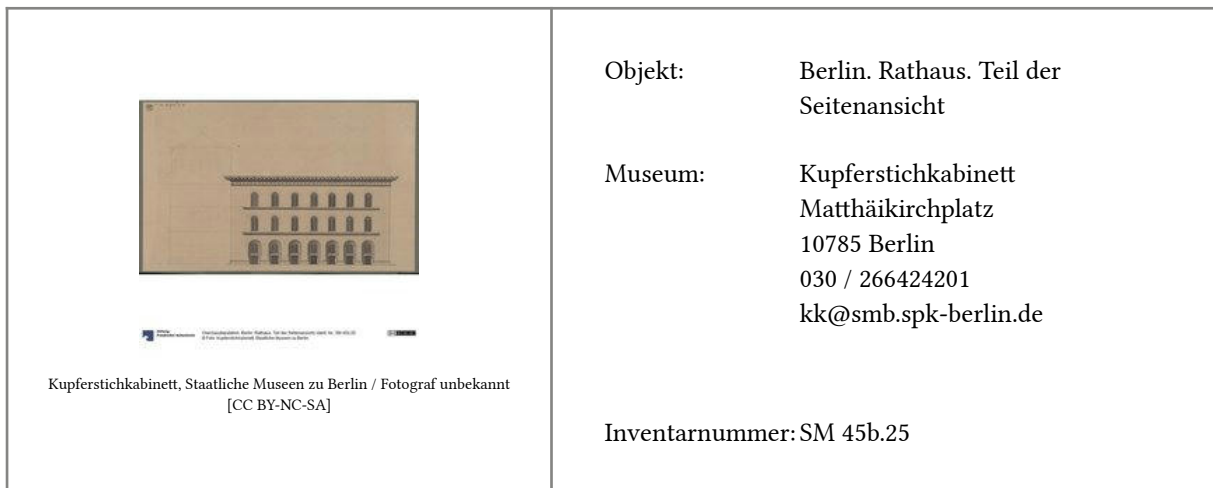 Kupferstichkabinett, Staatliche Museen zu Berlin / Fotograf unbekannt
[CC BY-NC-SA]
Objekt: Berlin. Rathaus. Teil der
Seitenansicht
Museum: Kupferstichkabinett
Matthäikirchplatz
10785 Berlin
030 / 266424201
kk@smb.spk-berlin.de
Inventarnummer: SM 45b.25